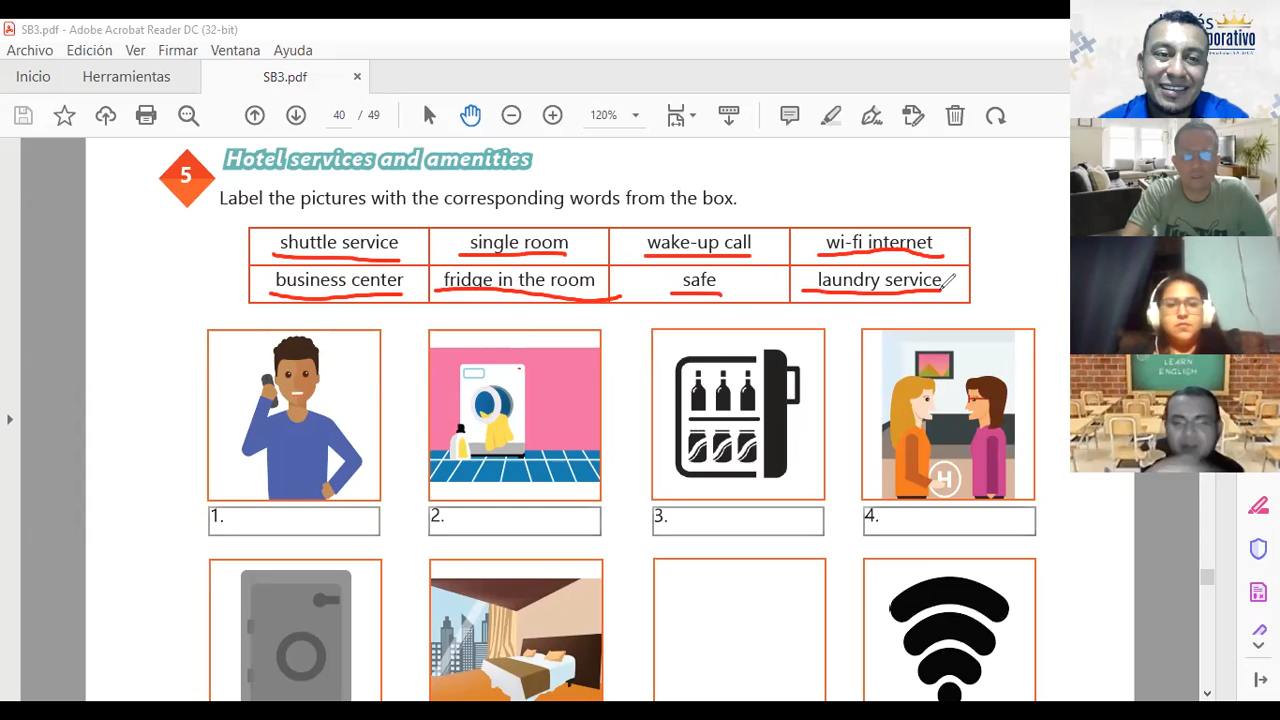 SB3.pdf - Adobe Acrobat Reader DC (32-bit)
Archivo Edición Ver Firmar Ventana Ayuda
Inicio Herramientas SB3.pdf
40 / 49 120%
5 Hotel services and amenities
Label the pictures with the corresponding words from the box.
shuttle service single room wake-up call wi-fi internet
business center fridge in the room safe laundry service
H
1. 2. 3. 4.
LEARN
ENGLISH